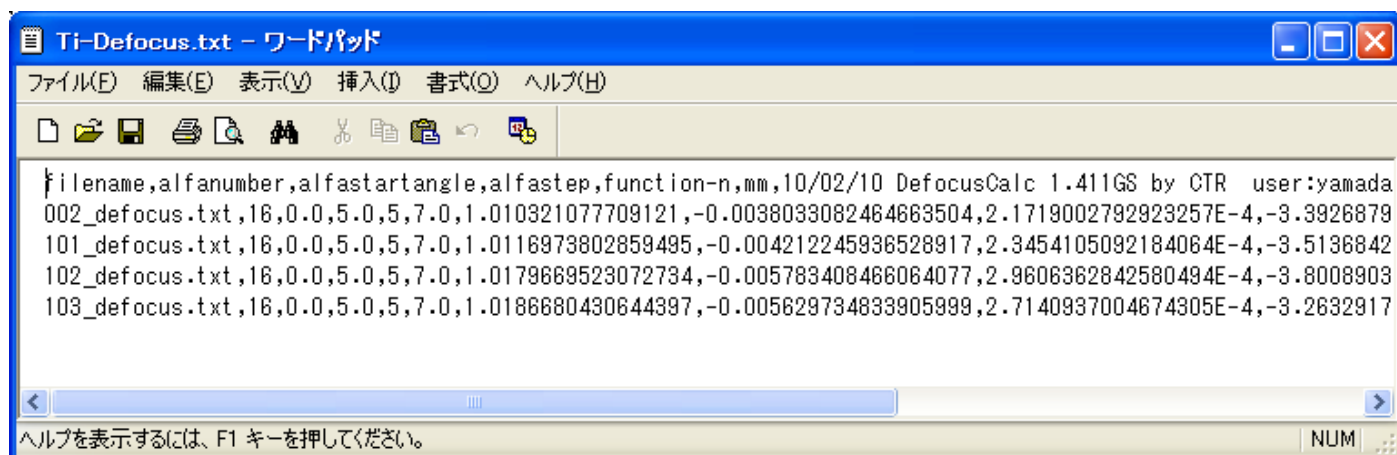 Ti-Defocus.txt - ワードパッド
ファイル(F) 編集(E) 表示(V) 挿入(I) 書式(O) ヘルプ(H)
filename,alfanumber,alfastartangle,alfastep,function-n,mm,10/02/10 DefocusCalc 1.411GS by CTR user:yamada
002_defocus.txt,16,0.0,5.0,5,7.0,1.010321077709121,-0.0038033082464663504,2.1719002792923257E-4,-3.3926879
101_defocus.txt,16,0.0,5.0,5,7.0,1.0116973802859495,-0.004212245936528917,2.3454105092184064E-4,-3.5136842
102_defocus.txt,16,0.0,5.0,5,7.0,1.01796695230727​34,-0.005783408466064077,2.9606362842580494E-4,-3.8008903
103_defocus.txt,16,0.0,5.0,5,7.0,1.0186680430644397,-0.005629734833905999,2.7140937004674305E-4,-3.2632917
ヘルプを表示するには、F1 キーを押してください。 NUM